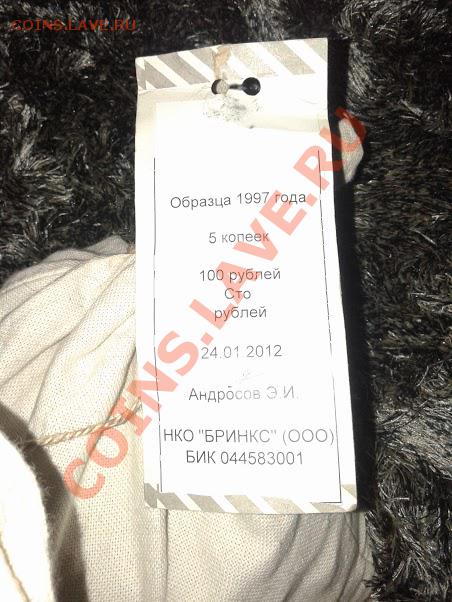 COINS.LAVE.RU
Образца 1997 года
5 копеек
100 рублей
Сто
рублей
24.01 2012
Андросов Э.И.
НКО "БРИНКС" (ООО)
БИК 044583001
COINS.LAVE.RU